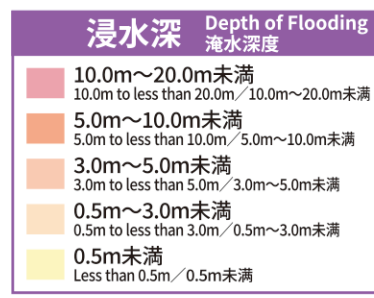 浸水深
Depth of Flooding
淹水深度
10.0m～20.0m未満
10.0m to less than 20.0m／10.0m～20.0m未満
5.0m～10.0m未満
5.0m to less than 10.0m／5.0m～10.0m未満
3.0m～5.0m未満
3.0m to less than 5.0m／3.0m～5.0m未満
0.5m～3.0m未満
0.5m to less than 3.0m／0.5m～3.0m未満
0.5m未満
Less than 0.5m／0.5m未満